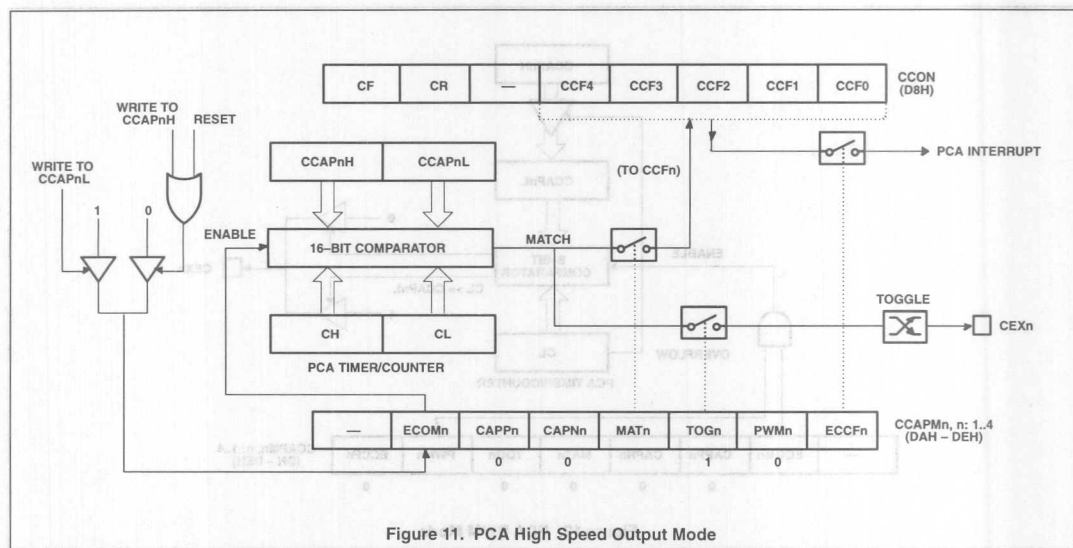 CF CR — CCF4 CCF3 CCF2 CCF1 CCF0
CCON
(D8H)
WRITE TO
CCAPnH
RESET
WRITE TO
CCAPnL
1 0
CCAPnH CCAPnL
(TO CCFn)
PCA INTERRUPT
ENABLE
16–BIT COMPARATOR
MATCH
TOGGLE
CEXn
CH CL
PCA TIMER/COUNTER
— ECOMn CAPPn CAPNn MATn TOGn PWMn ECCFn
CCAPMn, n: 1..4
(DAH – DEH)
0 0 1 0
Figure 11. PCA High Speed Output Mode